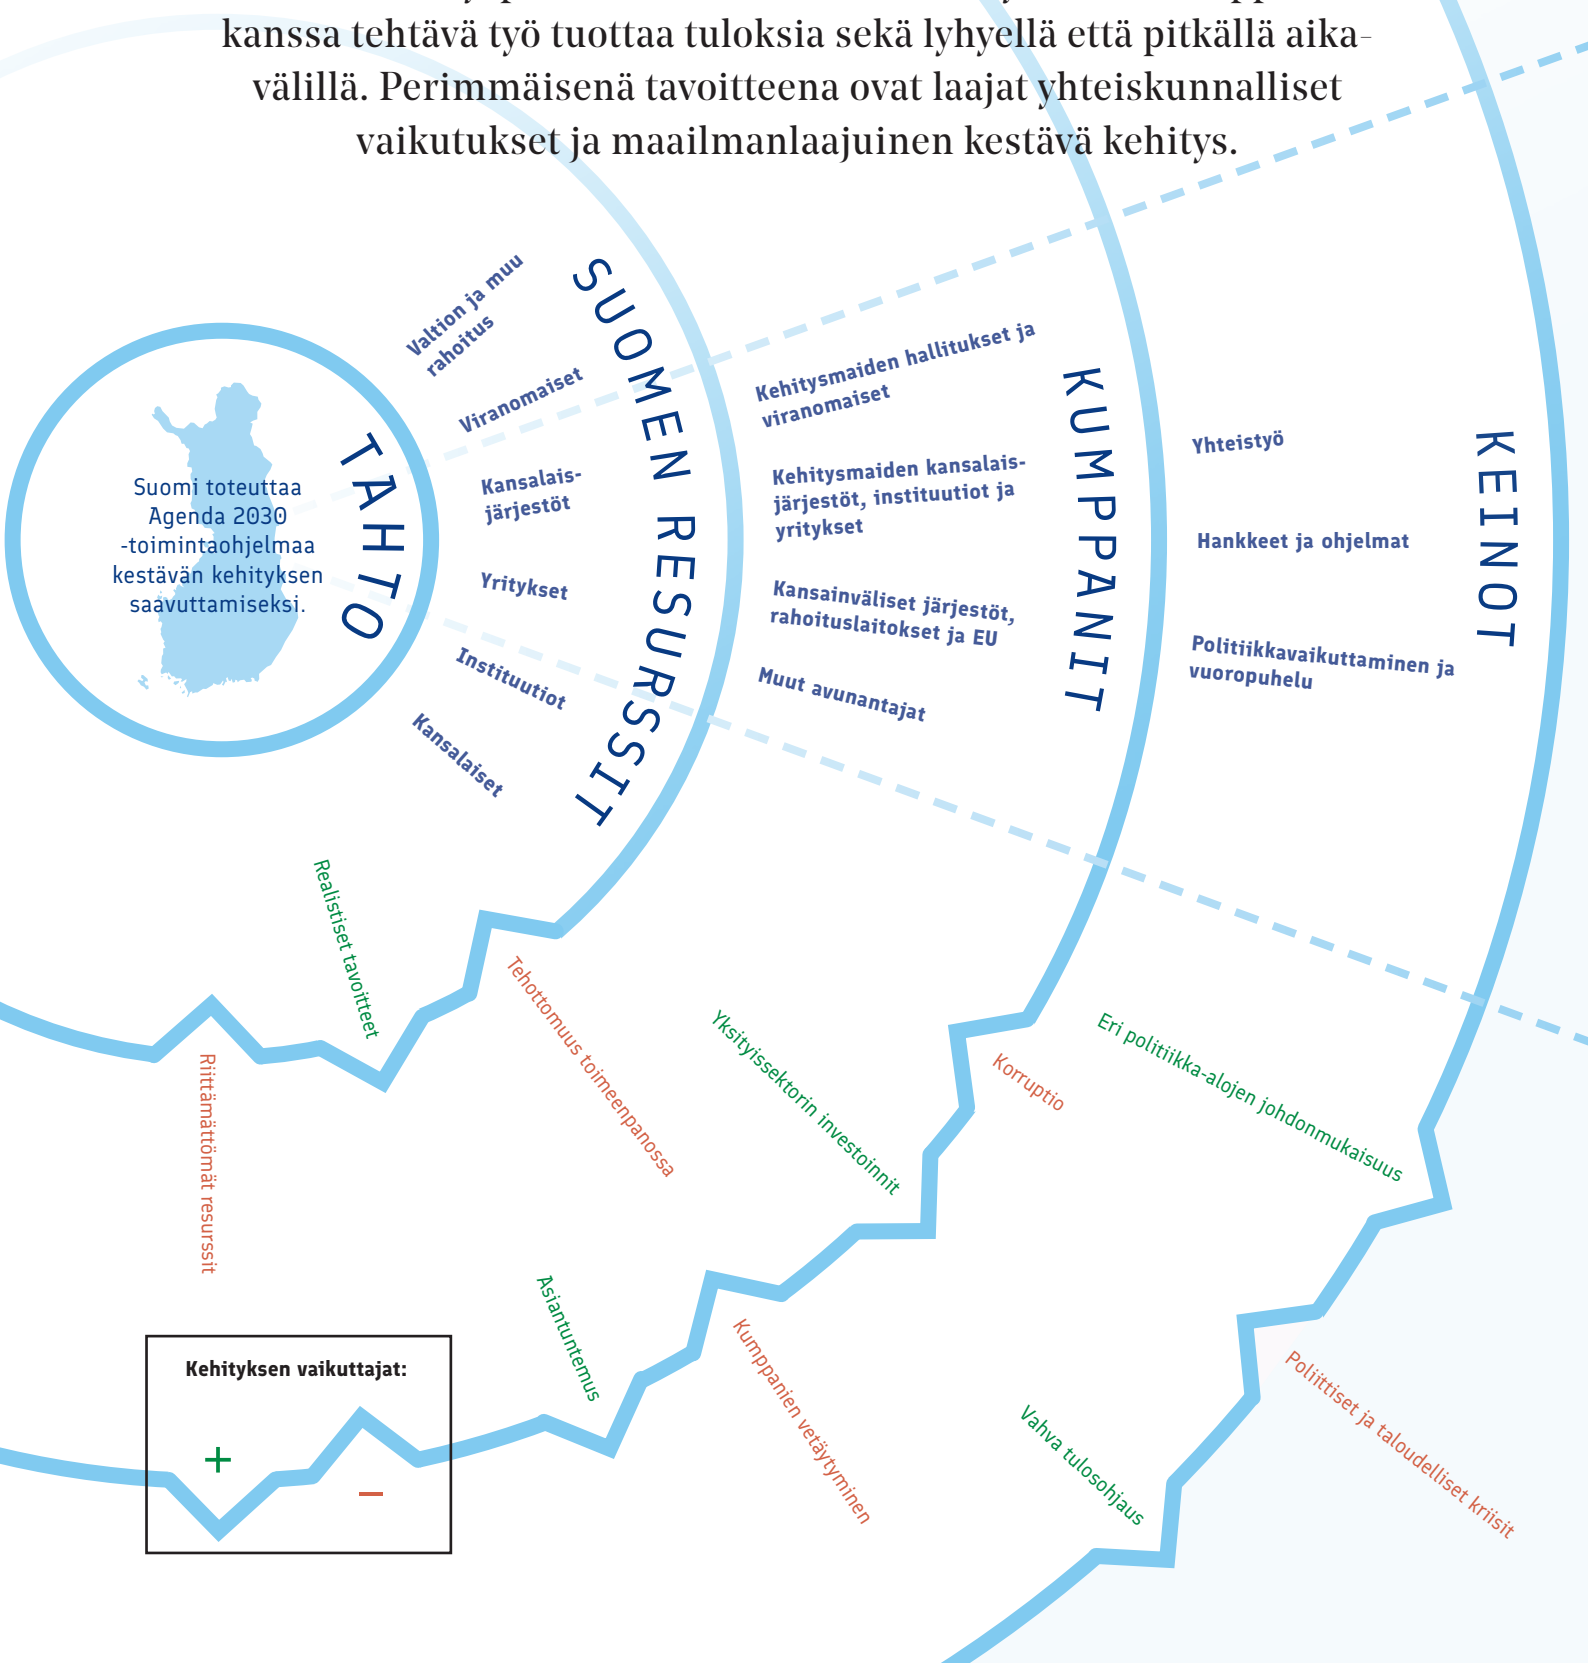 kanssa tehtävä työ tuottaa tuloksia sekä lyhyellä että pitkällä aika-
välillä. Perimmäisenä tavoitteena ovat laajat yhteiskunnalliset
vaikutukset ja maailmanlaajuinen kestävä kehitys.
Suomi toteuttaa
Agenda 2030
-toimintaohjelmaa
kestävän kehityksen
saavuttamiseksi.
TAHTO
Valtion ja muu
rahoitus
Viranomaiset
Kansalais-
järjestöt
Yritykset
Instituutiot
Kansalaiset
SUOMEN RESURSSIT
Kehitysmaiden hallitukset ja
viranomaiset
Kehitysmaiden kansalais-
järjestöt, instituutiot ja
yritykset
Kansainväliset järjestöt,
rahoituslaitokset ja EU
Muut avunantajat
KUMPPANIT
Yhteistyö
Hankkeet ja ohjelmat
Politiikkavaikuttaminen ja
vuoropuhelu
KEINOT
Realistiset tavoitteet
Riittämättömät resurssit
Tehottomuus toimeenpanossa
Yksityissektorin investoinnit
Korruptio
Eri politiikka-alojen johdonmukaisuus
Asiantuntemus
Kumppanien vetäytyminen
Vahva tulosohjaus
Poliittiset ja taloudelliset kriisit
Kehityksen vaikuttajat:
+
−